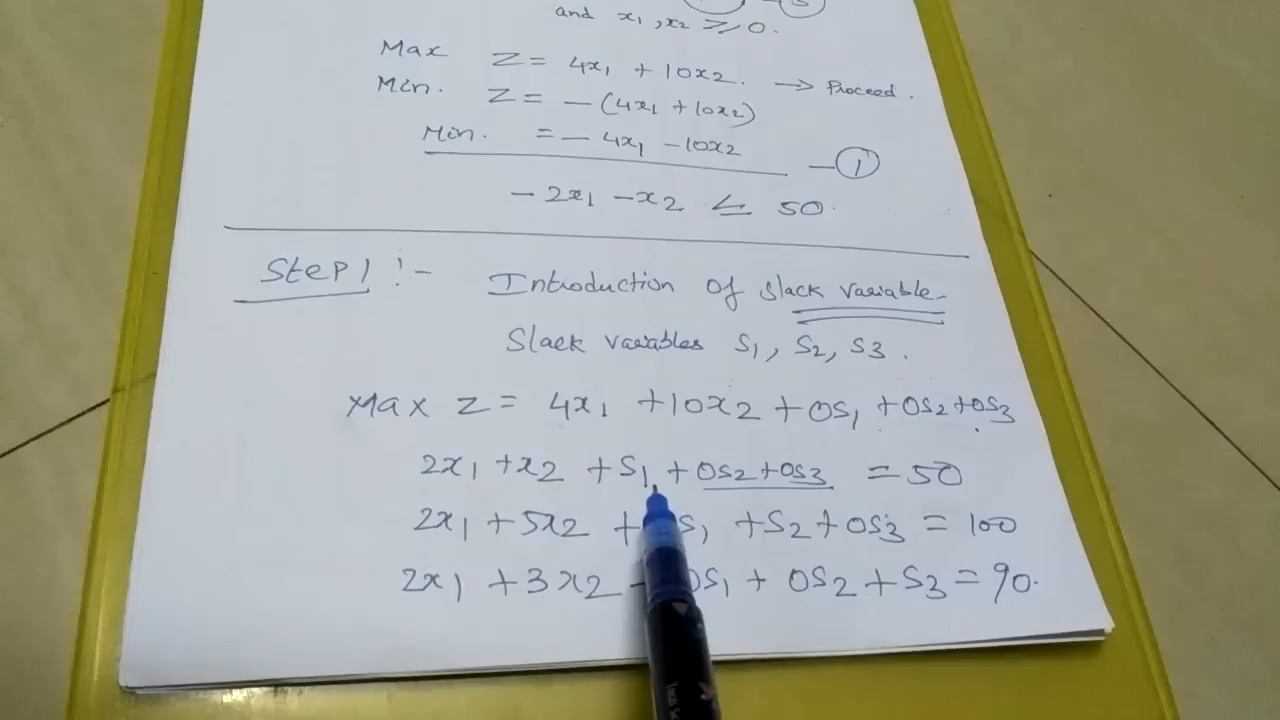 3
and x₁, x₂ ≥ 0.
Max Z = 4x₁ + 10x₂. → Proceed.
Min. Z = - (4x₁ + 10x₂)
Min. = - 4x₁ - 10x₂ - ①
- 2x₁ - x₂ ≤ 50.
Step 1 :- Introduction of slack variable.
Slack variables S₁, S₂, S₃.
Max Z = 4x₁ + 10x₂ + 0S₁ + 0S₂ + 0S₃
2x₁ + x₂ + S₁ + 0S₂ + 0S₃ = 50
2x₁ + 5x₂ + S₁ + S₂ + 0S₃ = 100
2x₁ + 3x₂ 0S₁ + 0S₂ + S₃ = 90.